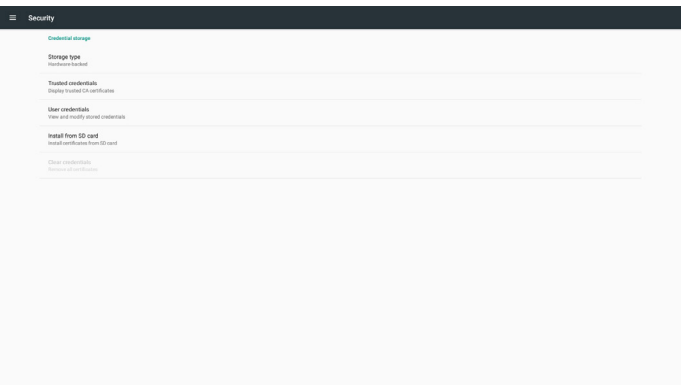 Security
Credential storage
Storage type
Hardware-backed
Trusted credentials
Display trusted CA certificates
User credentials
View and modify stored credentials
Install from SD card
Install certificates from SD card
Clear credentials
Remove all certificates